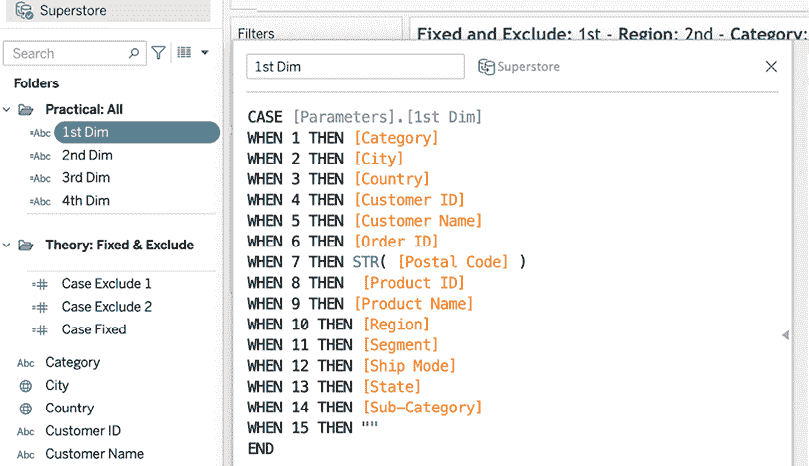 Superstore
Search
Folders
Practical: All
=Abc 1st Dim
=Abc 2nd Dim
=Abc 3rd Dim
=Abc 4th Dim
Theory: Fixed & Exclude
=# Case Exclude 1
=# Case Exclude 2
=# Case Fixed
Abc Category
City
Country
Abc Customer ID
Abc Customer Name
Filters
Fixed and Exclude: 1st - Region: 2nd - Category:
1st Dim
Superstore
CASE [Parameters].[1st Dim]
WHEN 1 THEN [Category]
WHEN 2 THEN [City]
WHEN 3 THEN [Country]
WHEN 4 THEN [Customer ID]
WHEN 5 THEN [Customer Name]
WHEN 6 THEN [Order ID]
WHEN 7 THEN STR( [Postal Code] )
WHEN 8 THEN  [Product ID]
WHEN 9 THEN [Product Name]
WHEN 10 THEN [Region]
WHEN 11 THEN [Segment]
WHEN 12 THEN [Ship Mode]
WHEN 13 THEN [State]
WHEN 14 THEN [Sub-Category]
WHEN 15 THEN ""
END